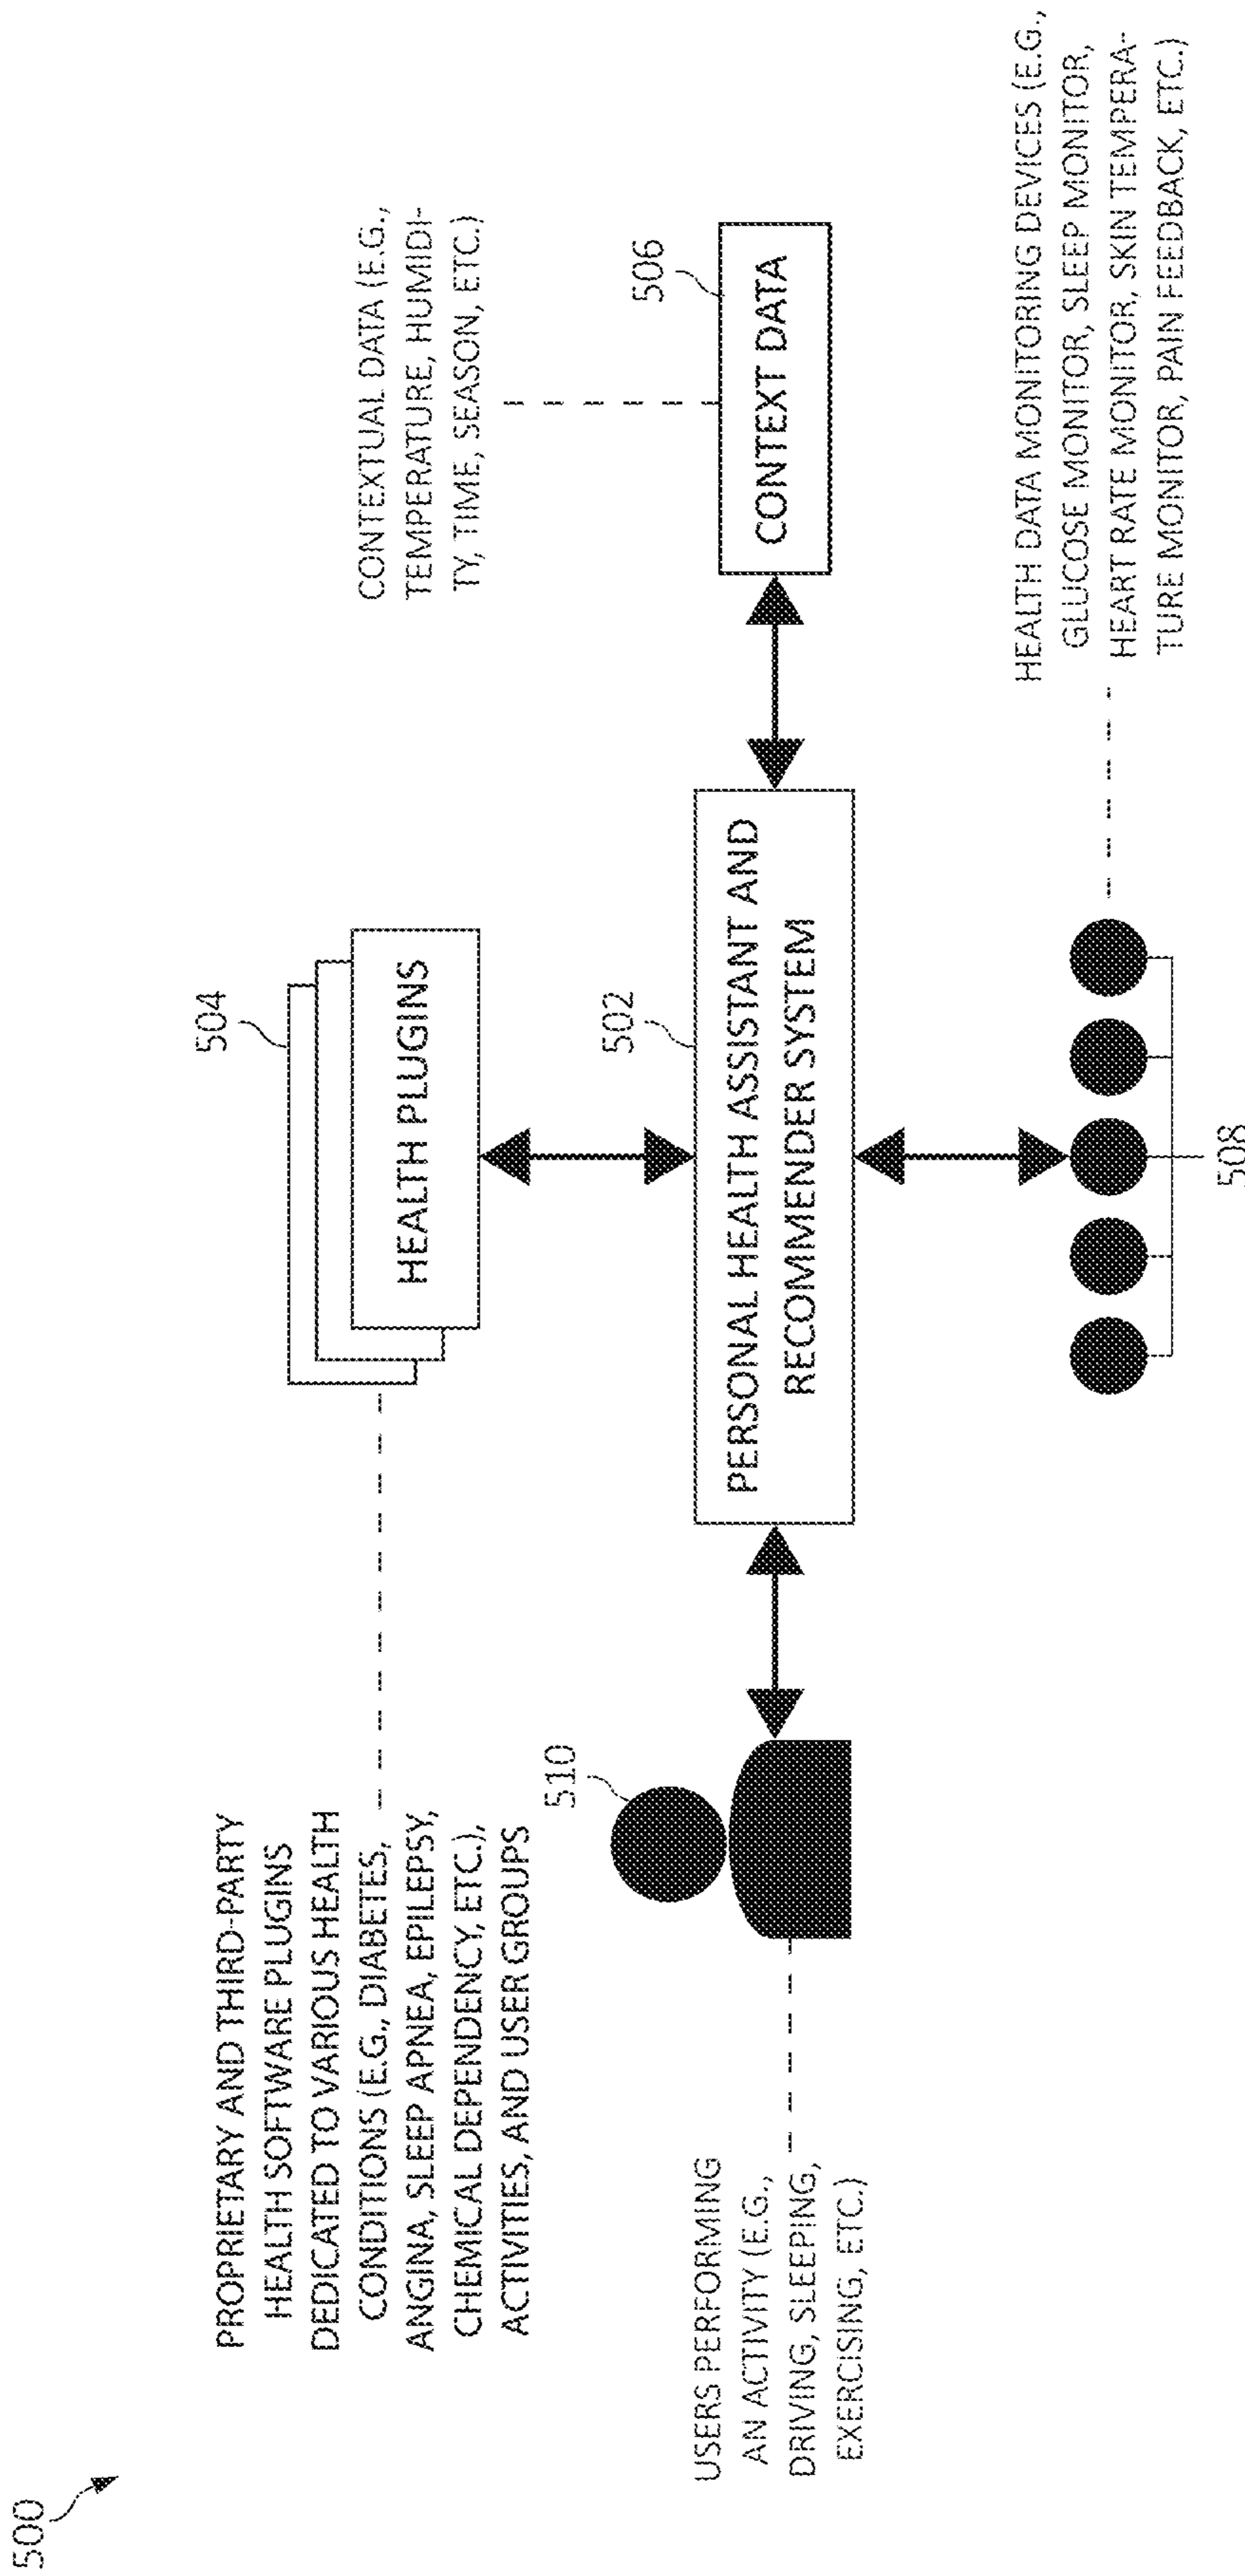 500
PROPRIETARY AND THIRD-PARTY
HEALTH SOFTWARE PLUGINS
DEDICATED TO VARIOUS HEALTH
CONDITIONS (E.G., DIABETES,
ANGINA, SLEEP APNEA, EPILEPSY,
CHEMICAL DEPENDENCY, ETC.),
ACTIVITIES, AND USER GROUPS
504
HEALTH PLUGINS
CONTEXTUAL DATA (E.G.,
TEMPERATURE, HUMIDI-
TY, TIME, SEASON, ETC.)
510
502
506
USERS PERFORMING
AN ACTIVITY (E.G.,
DRIVING, SLEEPING,
EXERCISING, ETC.)
PERSONAL HEALTH ASSISTANT AND
RECOMMENDER SYSTEM
CONTEXT DATA
HEALTH DATA MONITORING DEVICES (E.G.,
GLUCOSE MONITOR, SLEEP MONITOR,
HEART RATE MONITOR, SKIN TEMPERA-
TURE MONITOR, PAIN FEEDBACK, ETC.)
508